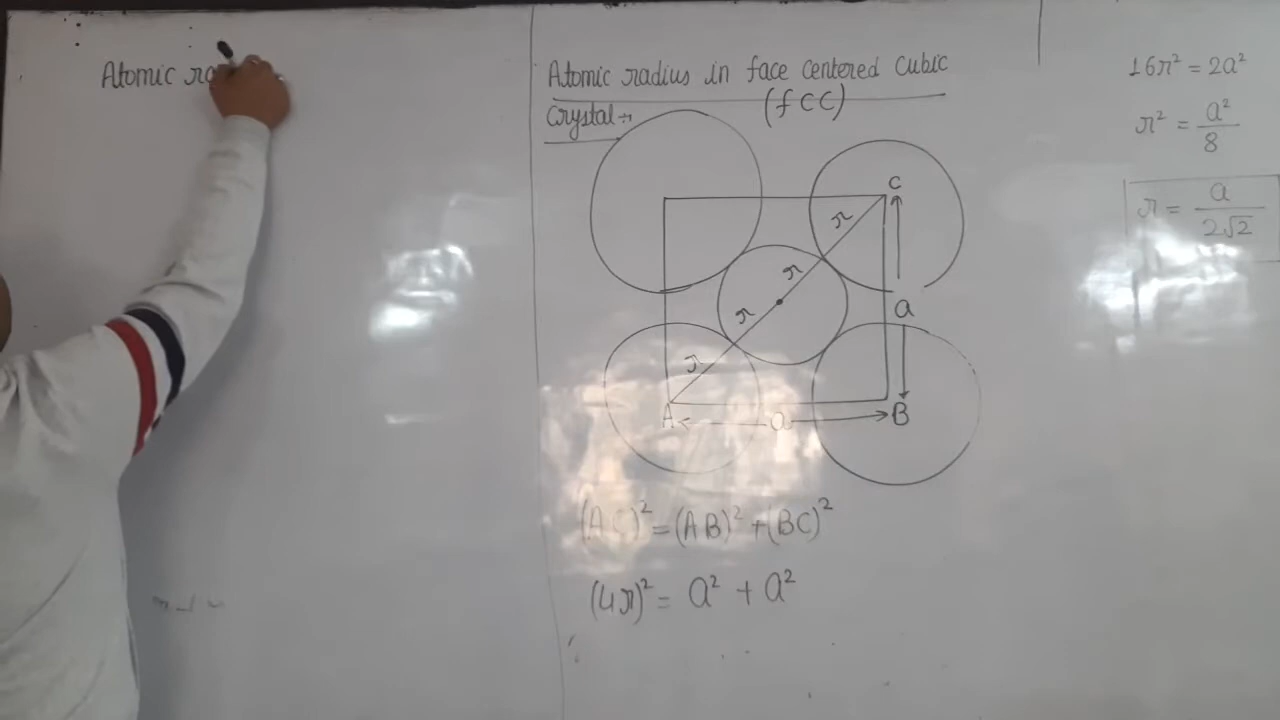 Atomic ra
Atomic radius in face centered cubic
(fcc)
Crystal:-
C
r
r
a
r
r
A
a
B
(AC)² = (AB)² + (BC)²
(4r)² = a² + a²
16r² = 2a²
r² = a²/8
r = a/2√2